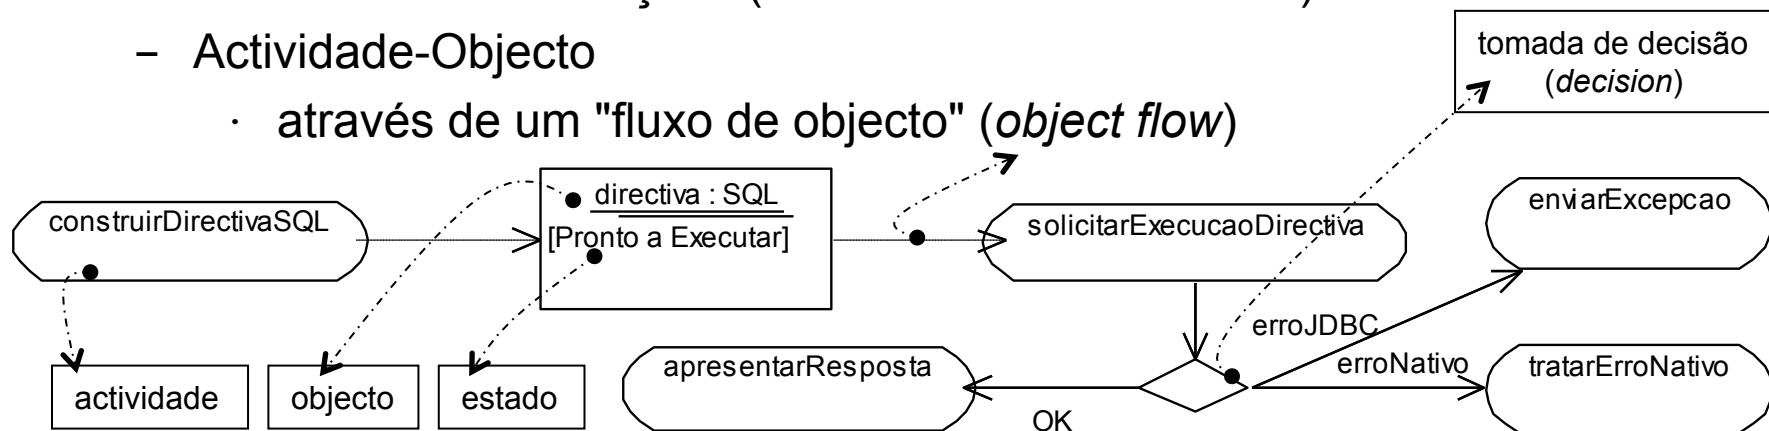 – Actividade-Objecto
tomada de decisão
(decision)
· através de um "fluxo de objecto" (object flow)
construirDirectivaSQL
directiva : SQL
[Pronto a Executar]
solicitarExecucaoDirectiva
enviarExcepcao
erroJDBC
apresentarResposta
erroNativo
tratarErroNativo
actividade
objecto
estado
OK